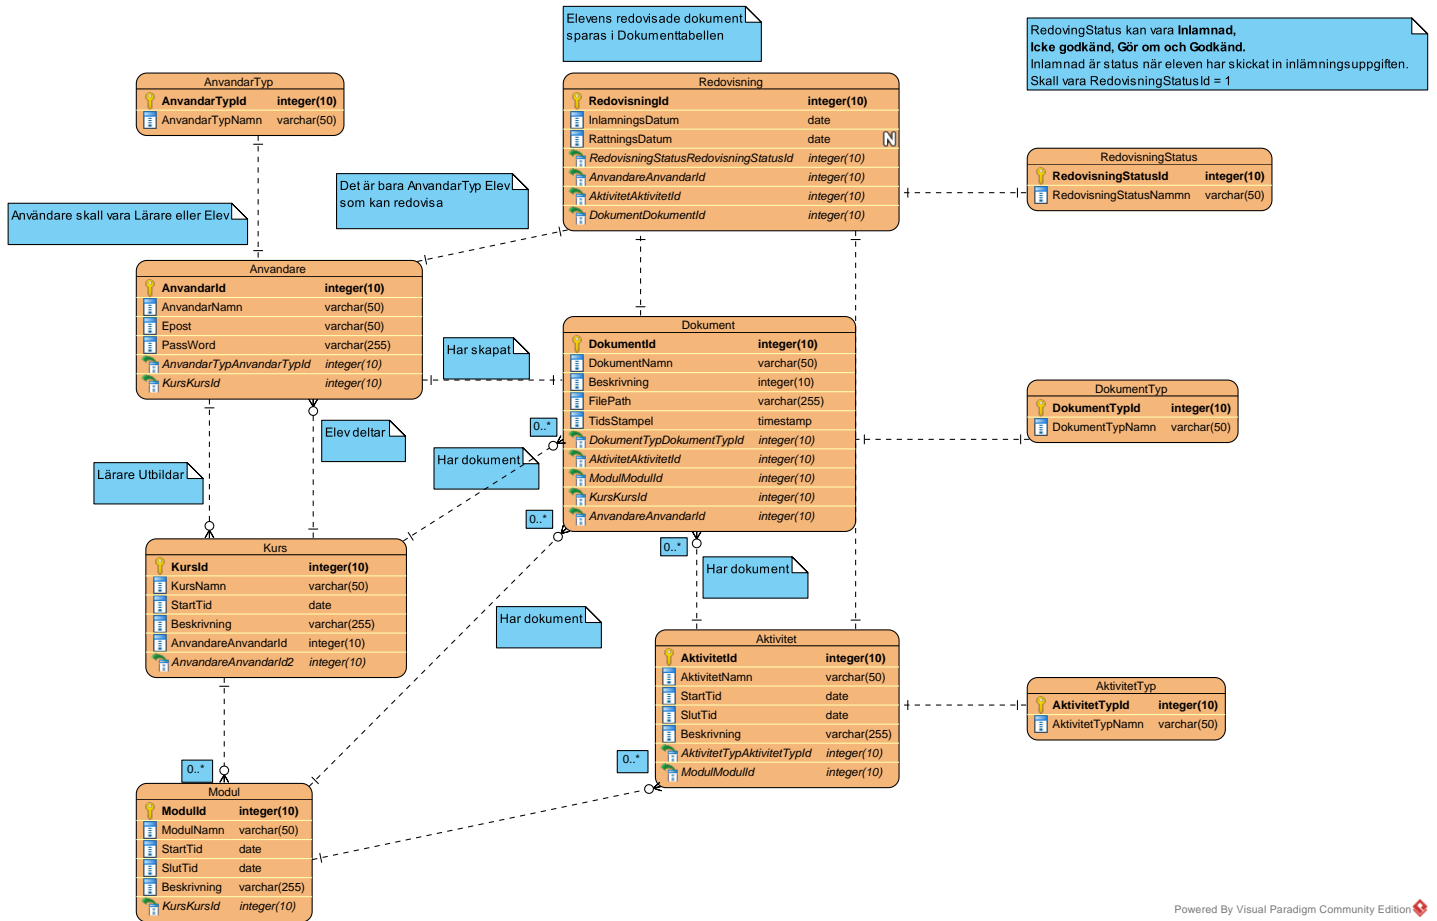 Elevens redovisade dokument
sparas i Dokumenttabellen
RedovingStatus kan vara Inlamnad,
Icke godkänd, Gör om och Godkänd.
Inlamnad är status när eleven har skickat in inlämningsuppgiften.
Skall vara RedovisningStatusId = 1
AnvandarTyp
AnvandarTypId integer(10)
AnvandarTypNamn varchar(50)
Redovisning
RedovisningId integer(10)
InlamningsDatum date
RattningsDatum date N
RedovisningStatusRedovisningStatusId integer(10)
AnvandareAnvandarId integer(10)
AktivitetAktivitetId integer(10)
DokumentDokumentId integer(10)
RedovisningStatus
RedovisningStatusId integer(10)
RedovisningStatusNammn varchar(50)
Det är bara AnvandarTyp Elev
som kan redovisa
Användare skall vara Lärare eller Elev
Anvandare
AnvandarId integer(10)
AnvandarNamn varchar(50)
Epost varchar(50)
PassWord varchar(255)
AnvandarTypAnvandarTypId integer(10)
KursKursId integer(10)
Har skapat
Dokument
DokumentId integer(10)
DokumentNamn varchar(50)
Beskrivning integer(10)
FilePath varchar(255)
TidsStampel timestamp
DokumentTypDokumentTypId integer(10)
AktivitetAktivitetId integer(10)
ModulModulId integer(10)
KursKursId integer(10)
AnvandareAnvandarId integer(10)
DokumentTyp
DokumentTypId integer(10)
DokumentTypNamn varchar(50)
Elev deltar
0..*
Har dokument
Lärare Utbildar
0..*
0..*
Har dokument
Kurs
KursId integer(10)
KursNamn varchar(50)
StartTid date
Beskrivning varchar(255)
AnvandareAnvandarId integer(10)
AnvandareAnvandarId2 integer(10)
Har dokument
Aktivitet
AktivitetId integer(10)
AktivitetNamn varchar(50)
StartTid date
SlutTid date
Beskrivning varchar(255)
AktivitetTypAktivitetTypId integer(10)
ModulModulId integer(10)
AktivitetTyp
AktivitetTypId integer(10)
AktivitetTypNamn varchar(50)
0..*
0..*
Modul
ModulId integer(10)
ModulNamn varchar(50)
StartTid date
SlutTid date
Beskrivning varchar(255)
KursKursId integer(10)
Powered By Visual Paradigm Community Edition